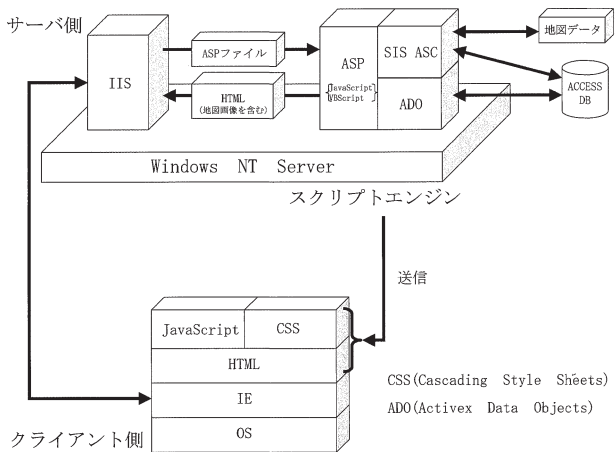 サーバ側
IIS
ASPファイル
HTML
(地図画像を含む)
ASP
JavaScript
VBScript
SIS ASC
ADO
地図データ
ACCESS
DB
Windows NT Server
スクリプトエンジン
送信
JavaScript
CSS
HTML
IE
OS
クライアント側
CSS(Cascading Style Sheets)
ADO(Activex Data Objects)